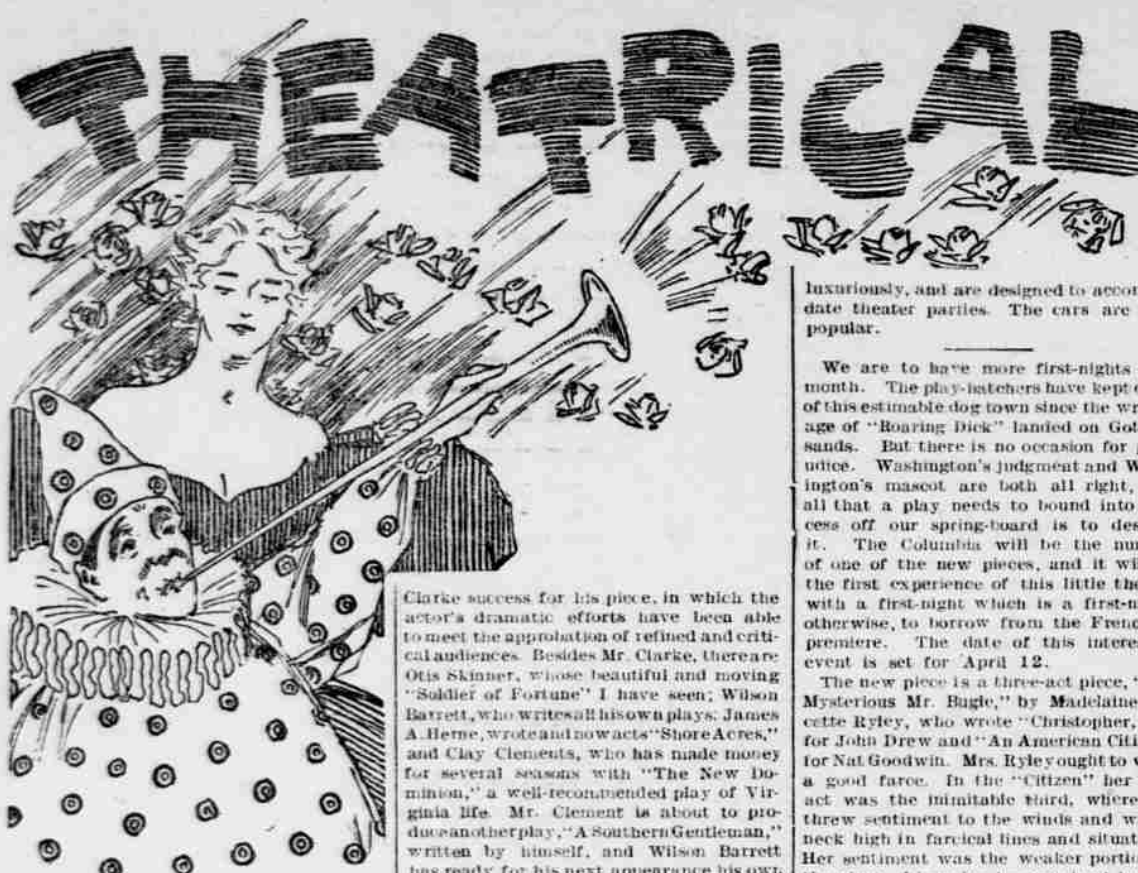 THEATRICAL
Clarke success for his piece, in which the
actor's dramatic efforts have been able
to meet the approbation of refined and criti-
cal audiences. Besides Mr. Clarke, there are
Otis Skinner, whose beautiful and moving
"Soldier of Fortune" I have seen; Wilson
Barrett, who writes all his own plays; James
A. Herne, wrote and now acts "Shore Acres,"
and Clay Clements, who has made money
for several seasons with "The New Do-
minion," a well-recommended play of Vir-
ginia life. Mr. Clement is about to pro-
duce another play, "A Southern Gentleman,"
written by himself, and Wilson Barrett
has ready for his next appearance his own
luxuriously, and are designed to accom
date theater parties. The cars are
popular.
We are to have more first-nights
month. The play-hatchers have kept
of this estimable dog town since the wr
age of "Roaring Dick" landed on Got
sands. But there is no occasion for
udice. Washington's judgment and W
ington's mascot are both all right,
all that a play needs to bound into
cess off our spring-board is to des
it. The Columbia will be the nur
of one of the new pieces, and it wi
the first experience of this little the
with a first-night which is a first-n
otherwise, to borrow from the Frenc
premiere. The date of this intere
event is set for April 12.
The new piece is a three-act piece, "
Mysterious Mr. Bugle," by Madelaine
cette Ryley, who wrote "Christopher,
for John Drew and "An American Citi
for Nat Goodwin. Mrs. Ryley ought to w
a good farce. In the "Citizen" her
act was the inimitable third, where
threw sentiment to the winds and w
neck high in farcical lines and situat
Her sentiment was the weaker portio